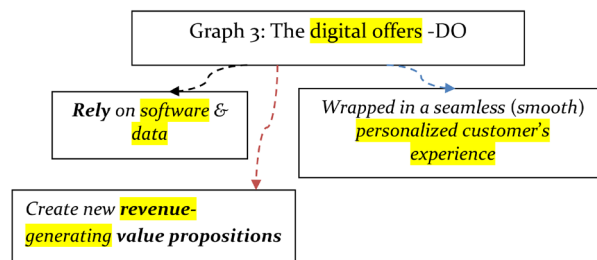 Graph 3: The digital offers -DO
Rely on software &
data
Wrapped in a seamless (smooth)
personalized customer's
experience
Create new revenue-
generating value propositions